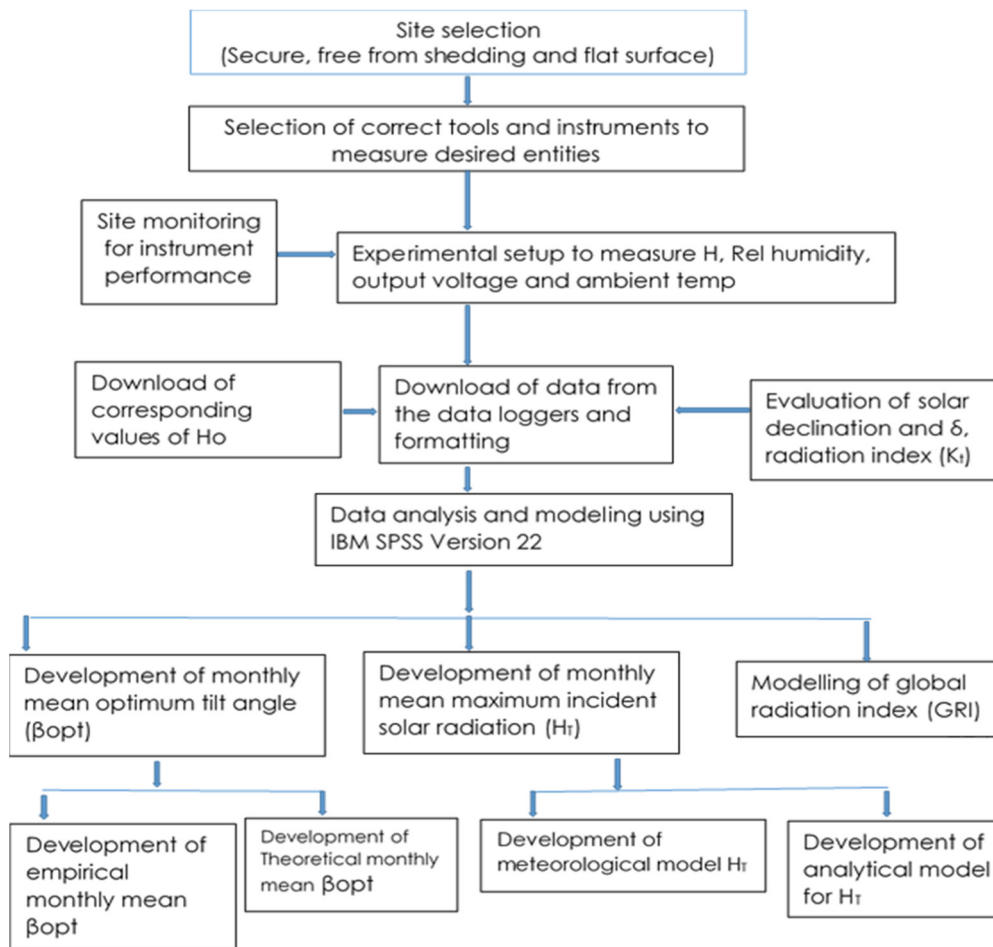 Site selection
(Secure, free from shedding and flat surface)
Selection of correct tools and instruments to
measure desired entities
Site monitoring
for instrument
performance
Experimental setup to measure H, Rel humidity,
output voltage and ambient temp
Download of
corresponding
values of Ho
Download of data from
the data loggers and
formatting
Evaluation of solar
declination and δ,
radiation index (Kₜ)
Data analysis and modeling using
IBM SPSS Version 22
Development of monthly
mean optimum tilt angle
(βopt)
Development of monthly
mean maximum incident
solar radiation (Hᴛ)
Modelling of global
radiation index (GRI)
Development of
empirical
monthly mean
βopt
Development of
Theoretical monthly
mean βopt
Development of
meteorological model Hᴛ
Development of
analytical model
for Hᴛ